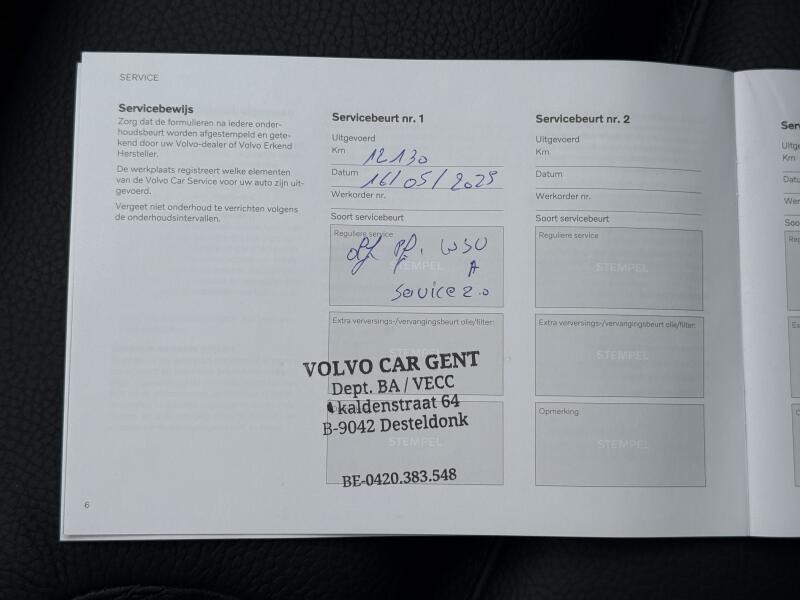 SERVICE
Servicebewijs
Zorg dat de formulieren na iedere onder-
houdsbeurt worden afgestempeld en gete-
kend door uw Volvo-dealer of Volvo Erkend
Hersteller.
De werkplaats registreert welke elementen
van de Volvo Car Service voor uw auto zijn uit-
gevoerd.
Vergeet niet onderhoud te verrichten volgens
de onderhoudsintervallen.
6
Servicebeurt nr. 1
Uitgevoerd
Km 12130
Datum 16/05/2025
Werkorder nr.
Soort servicebeurt
Reguliere service
STEMPEL
A
Service 2.0
Extra verversings-/vervangingsbeurt olie/filter:
VOLVO CAR GENT
Dept. BA / VECC
kaldenstraat 64
B-9042 Desteldonk
STEMPEL
BE-0420.383.548
Servicebeurt nr. 2
Uitgevoerd
Km
Datum
Werkorder nr.
Soort servicebeurt
Reguliere service
STEMPEL
Extra verversings-/vervangingsbeurt olie/filter:
STEMPEL
Opmerking
STEMPEL